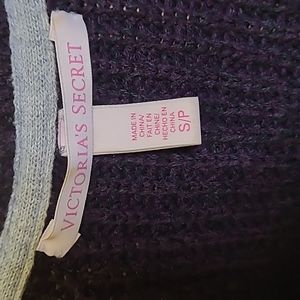 VICTORIA'S SECRET
MADE IN
CHINA/
FAIT EN
CHINE/
HECHO EN
CHINA
S/P